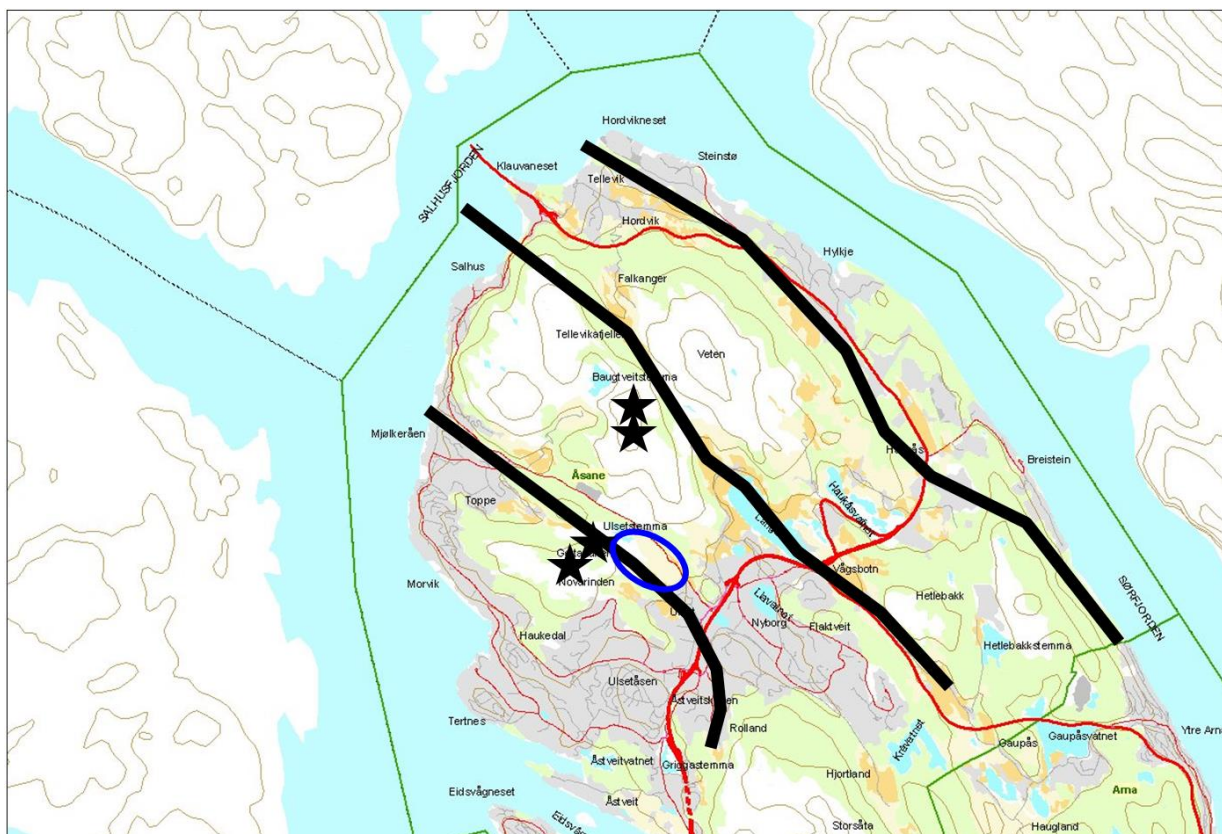 Hordvikneset
Steinstø
Klauvaneset
SALHUSFJORDEN
Tellevik
Hordvik
Hylkje
Salhus
Falkanger
Tellevikafjellet
Veten
Baugtveitstemma
Mjølkeråen
Breistein
Åsane
Toppe
Haukåsvatnet
Ulsetstemma
Morvik
Novarinden
Vågsbotn
SØRFJORDEN
Liavatnet
Hetlebakk
Nyborg
Flaktveit
Haukedal
Hetlebakkstemma
Ulsetåsen
Tertnes
Rolland
Kråvatnet
Gaupås
Gaupåsvatnet
Ytre Arna
Åstveitvatnet
Griggastemma
Hjortland
Eidsvågneset
Åstveit
Arna
Storsåta
Haugland